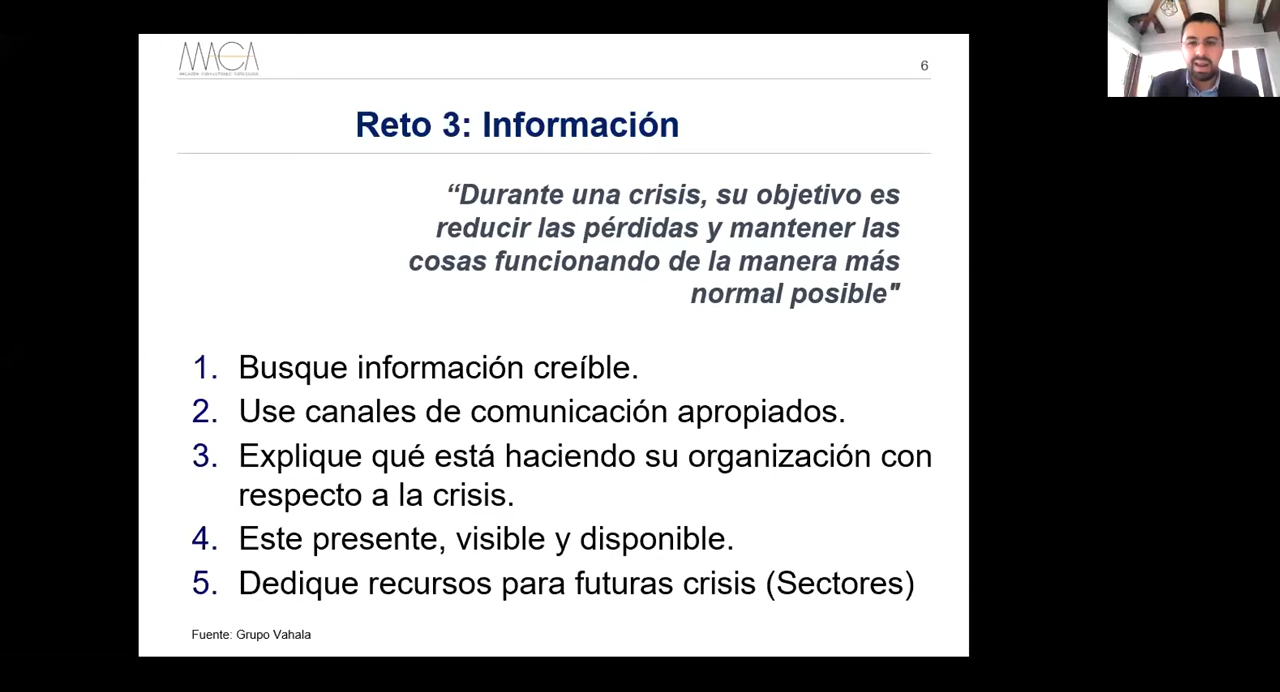 MACA
6
Reto 3: Información
“Durante una crisis, su objetivo es
reducir las pérdidas y mantener las
cosas funcionando de la manera más
normal posible"
1. Busque información creíble.
2. Use canales de comunicación apropiados.
3. Explique qué está haciendo su organización con
respecto a la crisis.
4. Este presente, visible y disponible.
5. Dedique recursos para futuras crisis (Sectores)
Fuente: Grupo Vahala